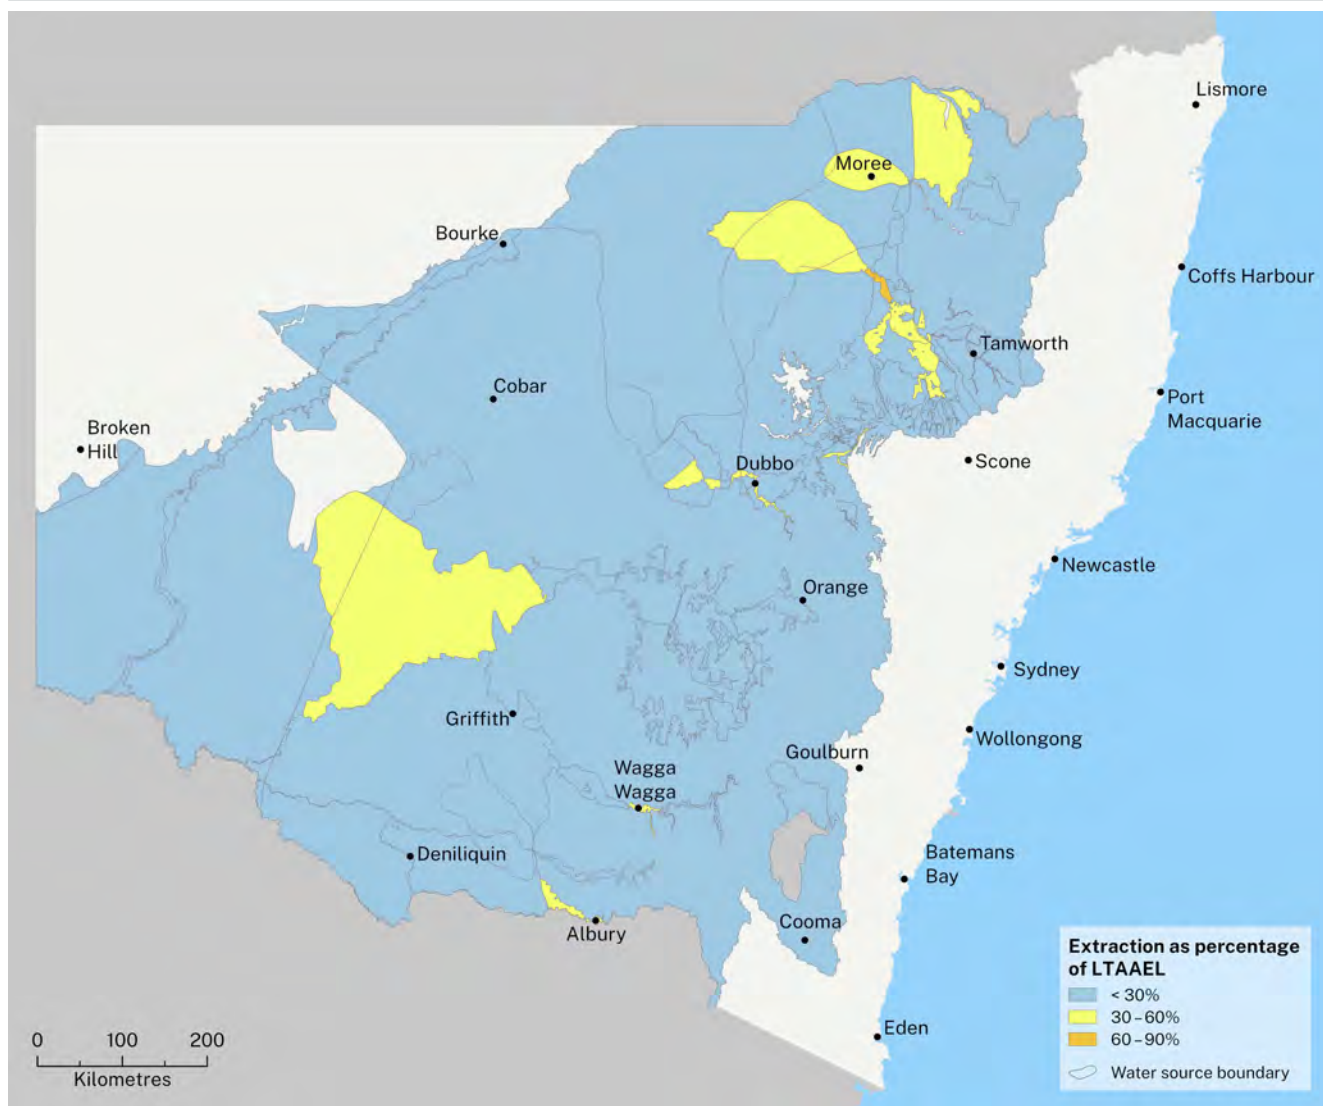 Lismore
Moree
Bourke
Coffs Harbour
Tamworth
Cobar
Port
Macquarie
Broken
Hill
Dubbo
Scone
Newcastle
Orange
Sydney
Griffith
Wollongong
Goulburn
Wagga
Wagga
Deniliquin
Batemans
Bay
Albury
Cooma
Eden
Extraction as percentage
of LTAAEL
< 30%
30–60%
60–90%
Water source boundary
0 100 200
Kilometres